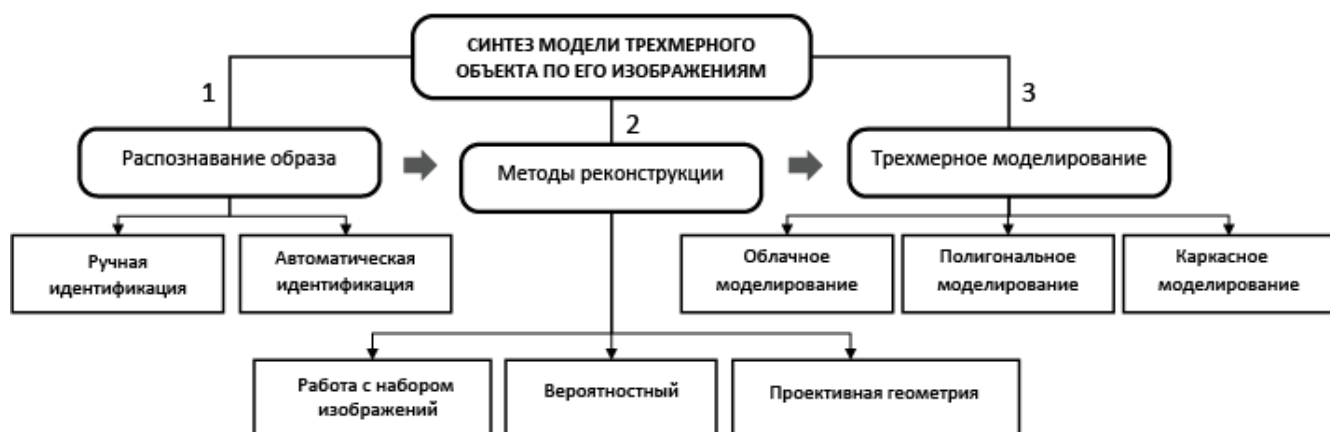 СИНТЕЗ МОДЕЛИ ТРЕХМЕРНОГО
ОБЪЕКТА ПО ЕГО ИЗОБРАЖЕНИЯМ
1
2
3
Распознавание образа
Методы реконструкции
Трехмерное моделирование
Ручная
идентификация
Автоматическая
идентификация
Облачное
моделирование
Полигональное
моделирование
Каркасное
моделирование
Работа с набором
изображений
Вероятностный
Проективная геометрия